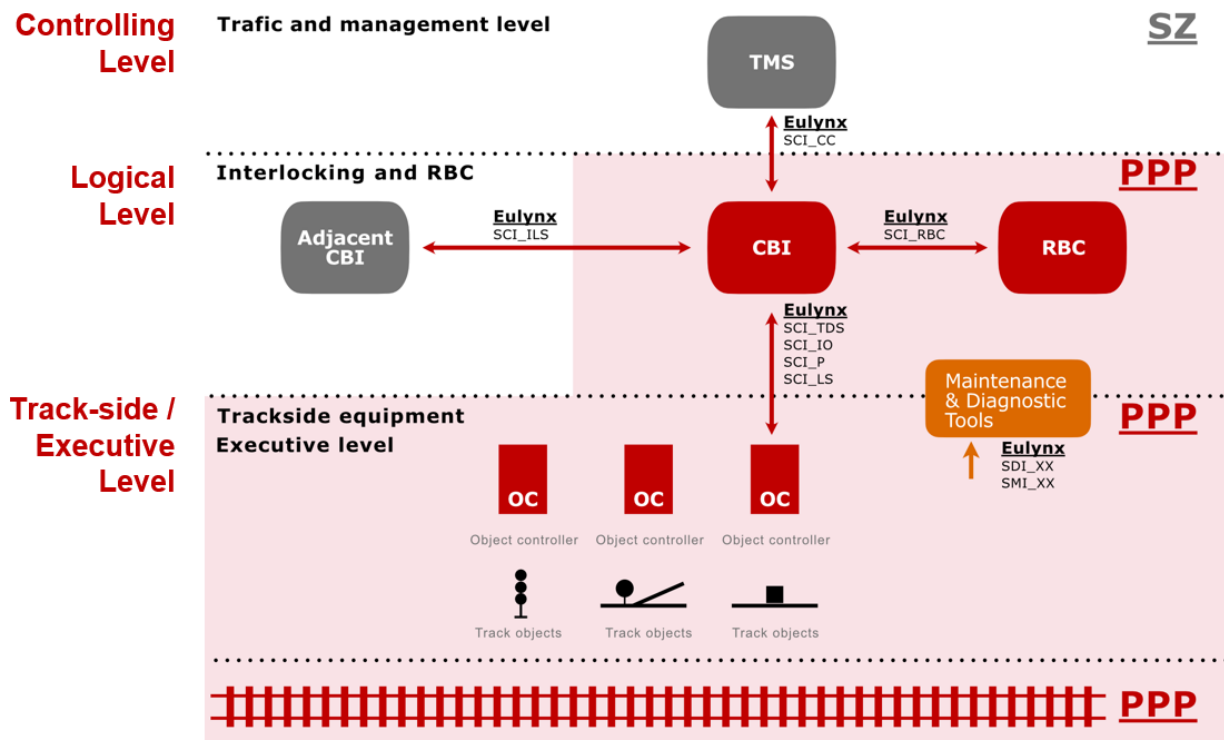 Controlling
Level
Trafic and management level
SZ
TMS
Eulynx
SCI_CC
Logical
Level
Interlocking and RBC
PPP
Adjacent
CBI
Eulynx
SCI_ILS
CBI
Eulynx
SCI_RBC
RBC
Eulynx
SCI_TDS
SCI_IO
SCI_P
SCI_LS
Maintenance
& Diagnostic
Tools
Track-side /
Executive
Level
Trackside equipment
Executive level
PPP
Eulynx
SDI_XX
SMI_XX
OC
OC
OC
Object controller
Object controller
Object controller
Track objects
Track objects
Track objects
PPP